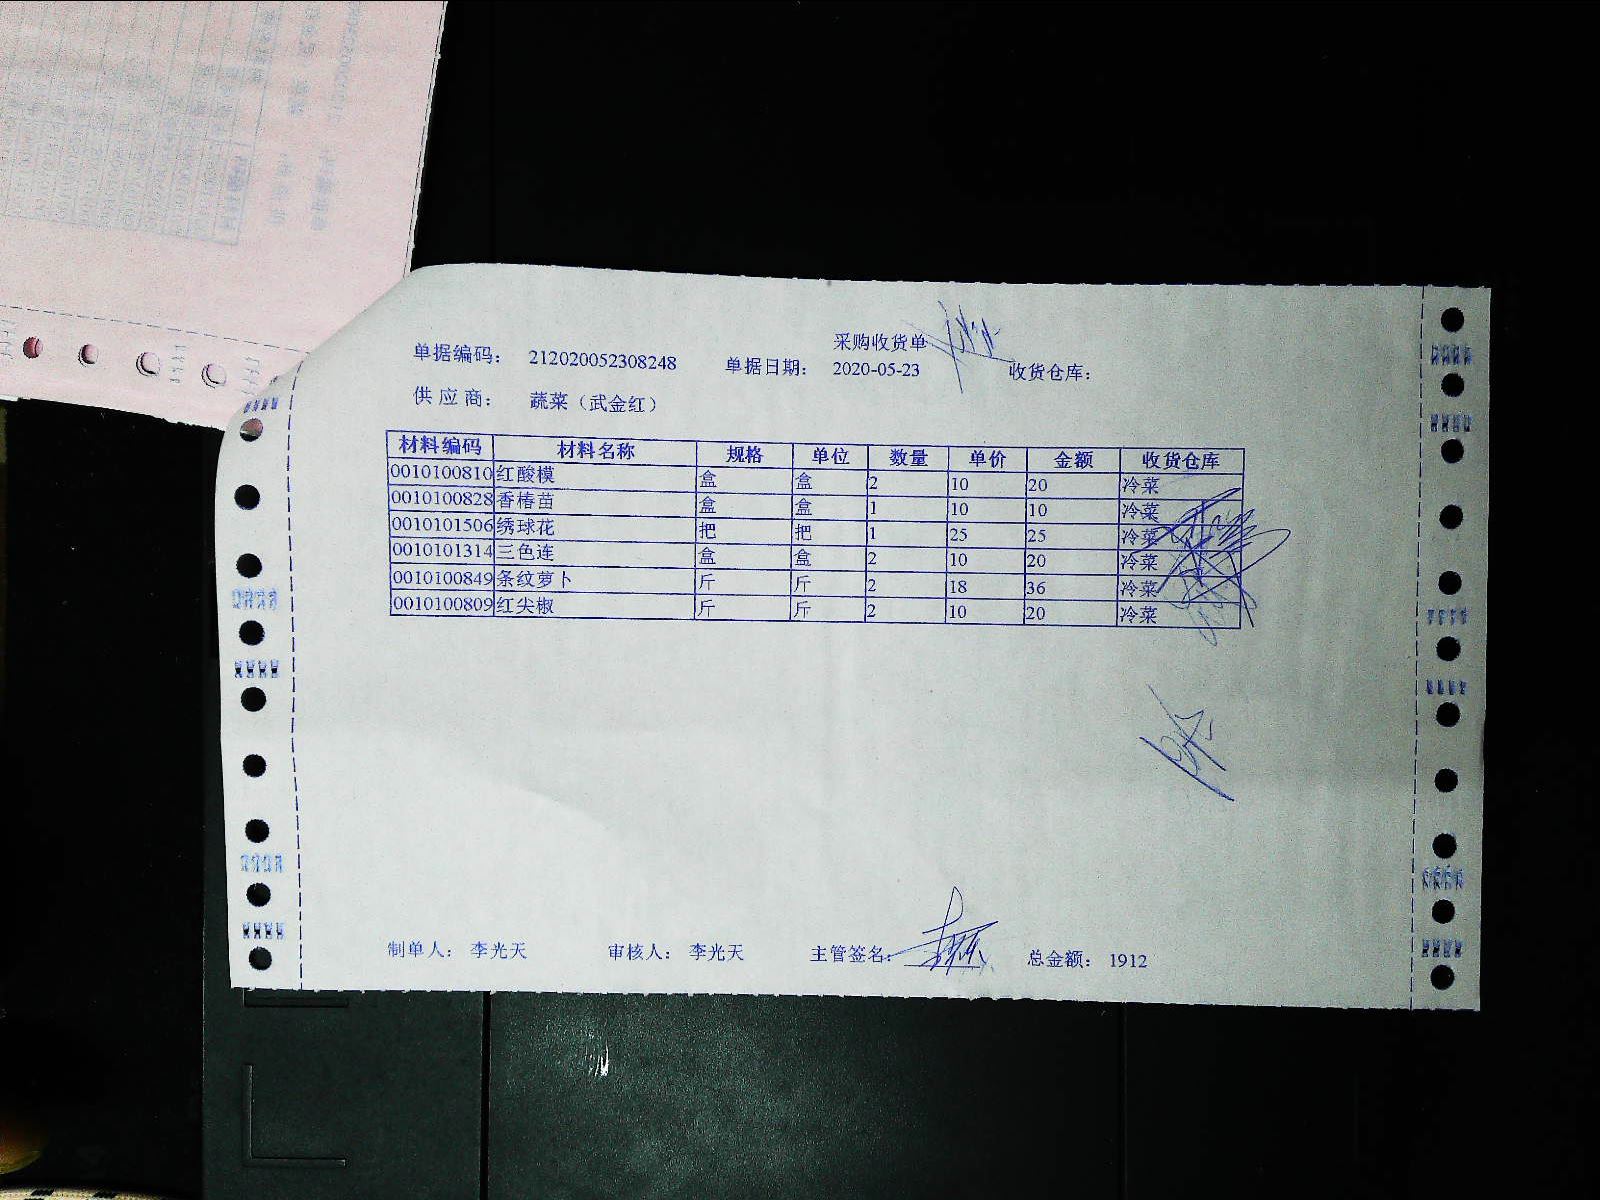 采购收货单
单据编码： 212020052308248 单据日期： 2020-05-23 收货仓库：
供应商： 蔬菜（武金红）
材料编码 材料名称 规格 单位 数量 单价 金额 收货仓库
0010100810 红酸模 盒 盒 2 10 20 冷菜
0010100828 香椿苗 盒 盒 1 10 10 冷菜
0010101506 绣球花 把 把 1 25 25 冷菜
0010101314 三色连 盒 盒 2 10 20 冷菜
0010100849 条纹萝卜 斤 斤 2 18 36 冷菜
0010100809 红尖椒 斤 斤 2 10 20 冷菜
制单人： 李光天 审核人： 李光天 主管签名： 总金额： 1912